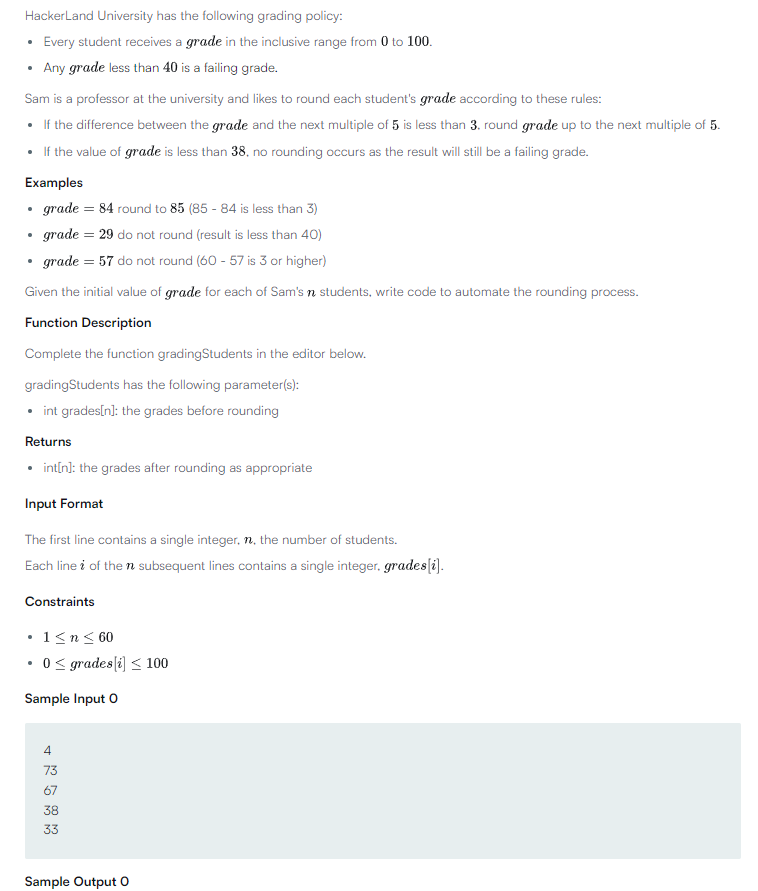 HackerLand University has the following grading policy:
• Every student receives a grade in the inclusive range from 0 to 100.
• Any grade less than 40 is a failing grade.
Sam is a professor at the university and likes to round each student's grade according to these rules:
• If the difference between the grade and the next multiple of 5 is less than 3, round grade up to the next multiple of 5.
• If the value of grade is less than 38, no rounding occurs as the result will still be a failing grade.
Examples
• grade = 84 round to 85 (85 - 84 is less than 3)
• grade = 29 do not round (result is less than 40)
• grade = 57 do not round (60 - 57 is 3 or higher)
Given the initial value of grade for each of Sam's n students, write code to automate the rounding process.
Function Description
Complete the function gradingStudents in the editor below.
gradingStudents has the following parameter(s):
• int grades[n]: the grades before rounding
Returns
• int[n]: the grades after rounding as appropriate
Input Format
The first line contains a single integer, n, the number of students.
Each line i of the n subsequent lines contains a single integer, grades[i].
Constraints
• 1 ≤ n ≤ 60
• 0 ≤ grades[i] ≤ 100
Sample Input 0
4
73
67
38
33
Sample Output 0